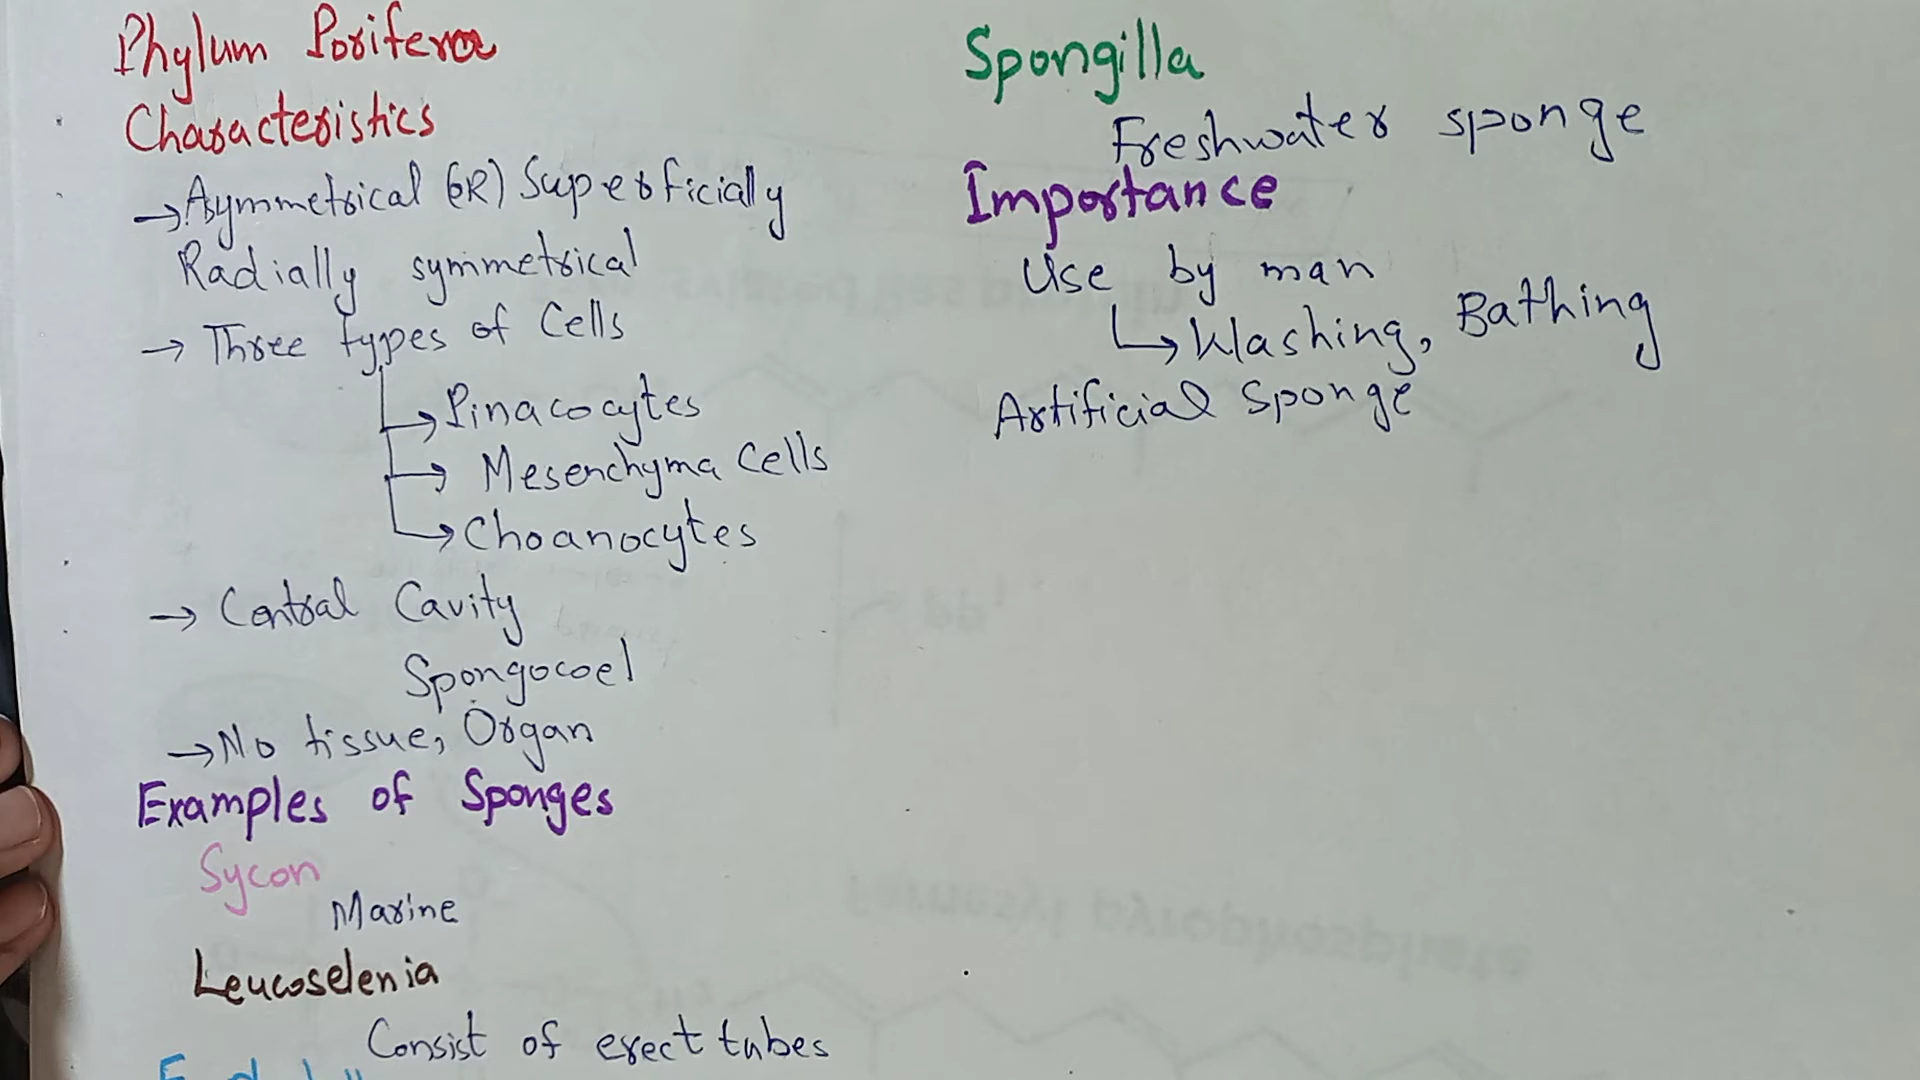 Phylum Porifera
Characteristics
→ Asymmetrical (OR) Superficially
Radially symmetrical
→ Three types of Cells
→ Pinacocytes
→ Mesenchyma Cells
→ Choanocytes
→ Central Cavity
Spongocoel
→ No tissue, Organ
Examples of Sponges
Sycon
Marine
Leucoselenia
Consist of erect tubes
Spongilla
Freshwater sponge
Importance
Use by man
→ Washing, Bathing
Artificial Sponge